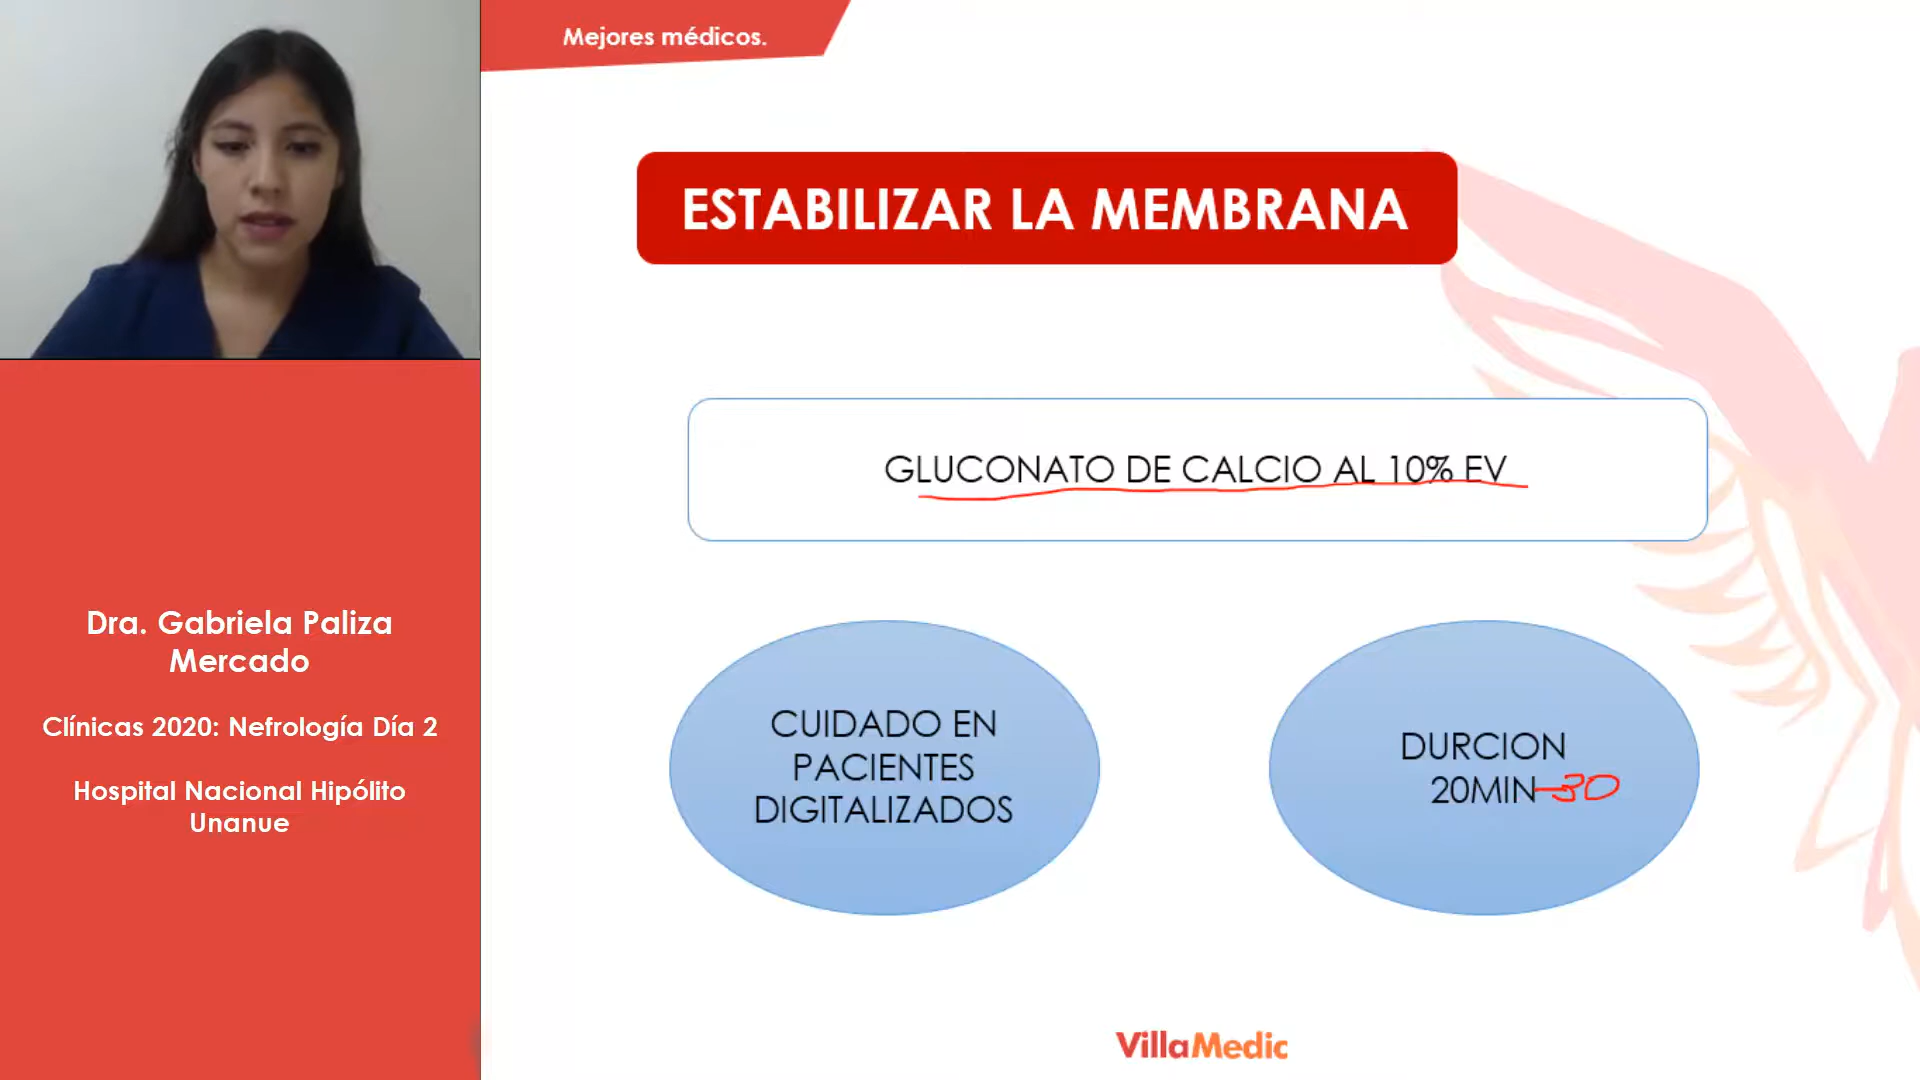 Mejores médicos.
ESTABILIZAR LA MEMBRANA
GLUCONATO DE CALCIO AL 10% EV
CUIDADO EN
PACIENTES
DIGITALIZADOS
DURCION
20MIN-30
Dra. Gabriela Paliza
Mercado
Clínicas 2020: Nefrología Día 2
Hospital Nacional Hipólito
Unanue
VillaMedic